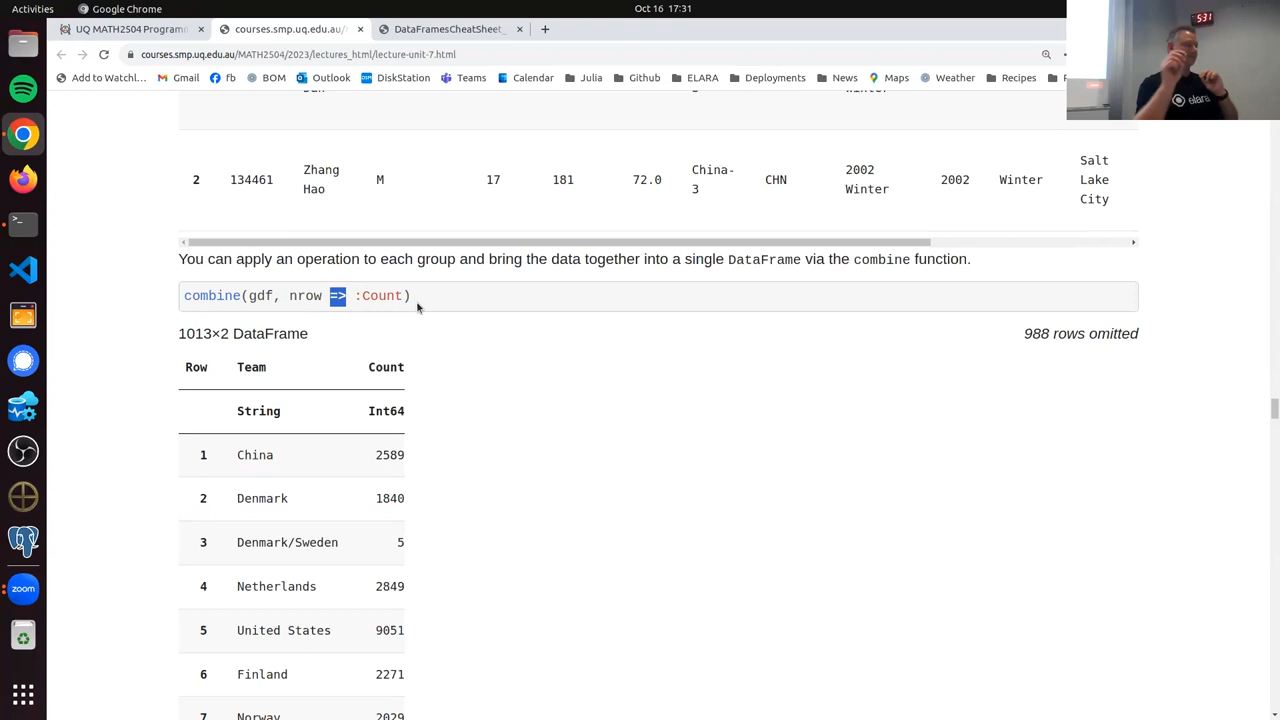 Activities
Google Chrome
Oct 16 17:31
UQ MATH2504 Programm
courses.smp.uq.edu.au/
DataFramesCheatSheet_
courses.smp.uq.edu.au/MATH2504/2023/lectures_html/lecture-unit-7.html
Add to Watchl... Gmail Fb BOM Outlook DiskStation Teams Calendar Julia Github ELARA Deployments News Maps Weather Recipes
531
elara
2 134461 Zhang Hao M 17 181 72.0 China-3 CHN 2002 Winter 2002 Winter Salt Lake City
You can apply an operation to each group and bring the data together into a single DataFrame via the combine function.
combine(gdf, nrow => :Count)
1013×2 DataFrame
988 rows omitted
Row Team Count
String Int64
1 China 2589
2 Denmark 1840
3 Denmark/Sweden 5
4 Netherlands 2849
5 United States 9051
6 Finland 2271
7 Norway 2029
zoom